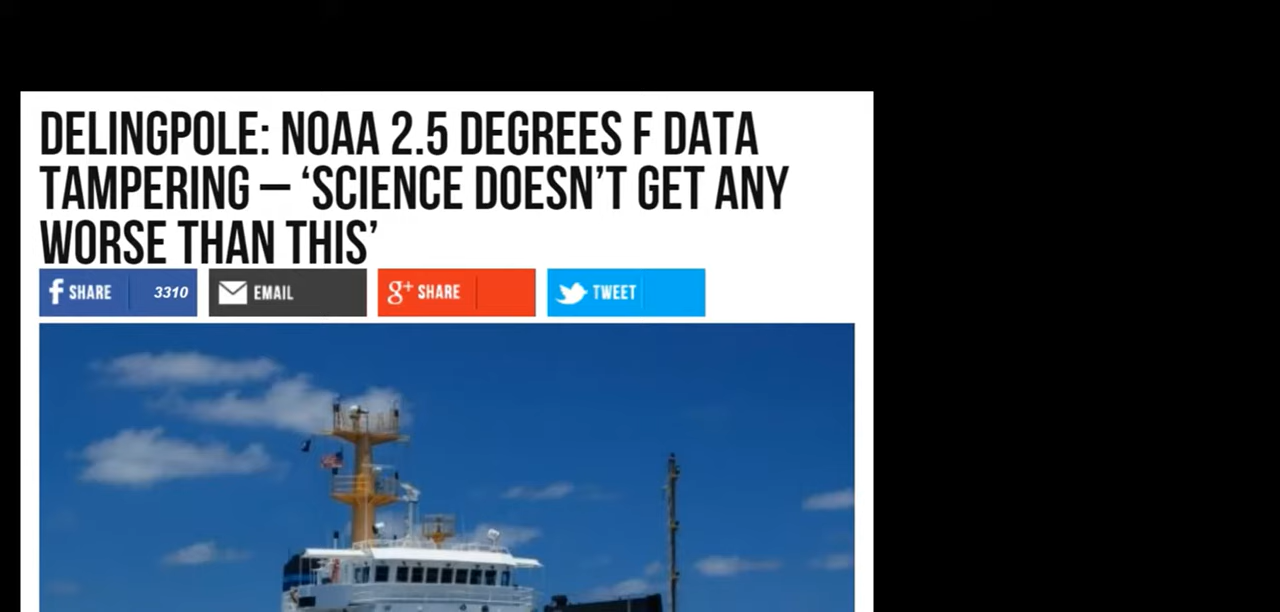 DELINGPOLE: NOAA 2.5 DEGREES F DATA
TAMPERING – ‘SCIENCE DOESN’T GET ANY
WORSE THAN THIS’
f SHARE 3310
EMAIL
g+ SHARE
TWEET